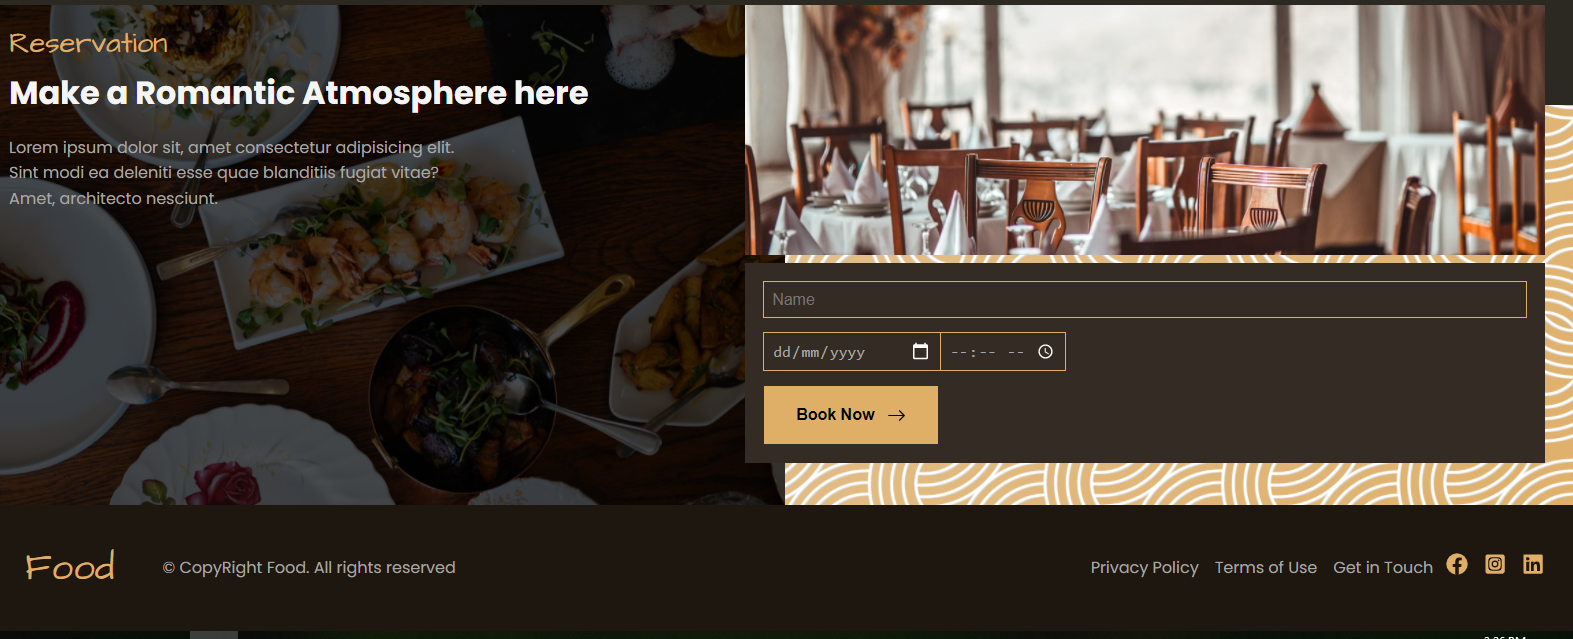 Reservation
Make a Romantic Atmosphere here
Lorem ipsum dolor sit, amet consectetur adipisicing elit.
Sint modi ea deleniti esse quae blanditiis fugiat vitae?
Amet, architecto nesciunt.
Name
dd/mm/yyyy --:-- --
Book Now
Food
© CopyRight Food. All rights reserved
Privacy Policy Terms of Use Get in Touch